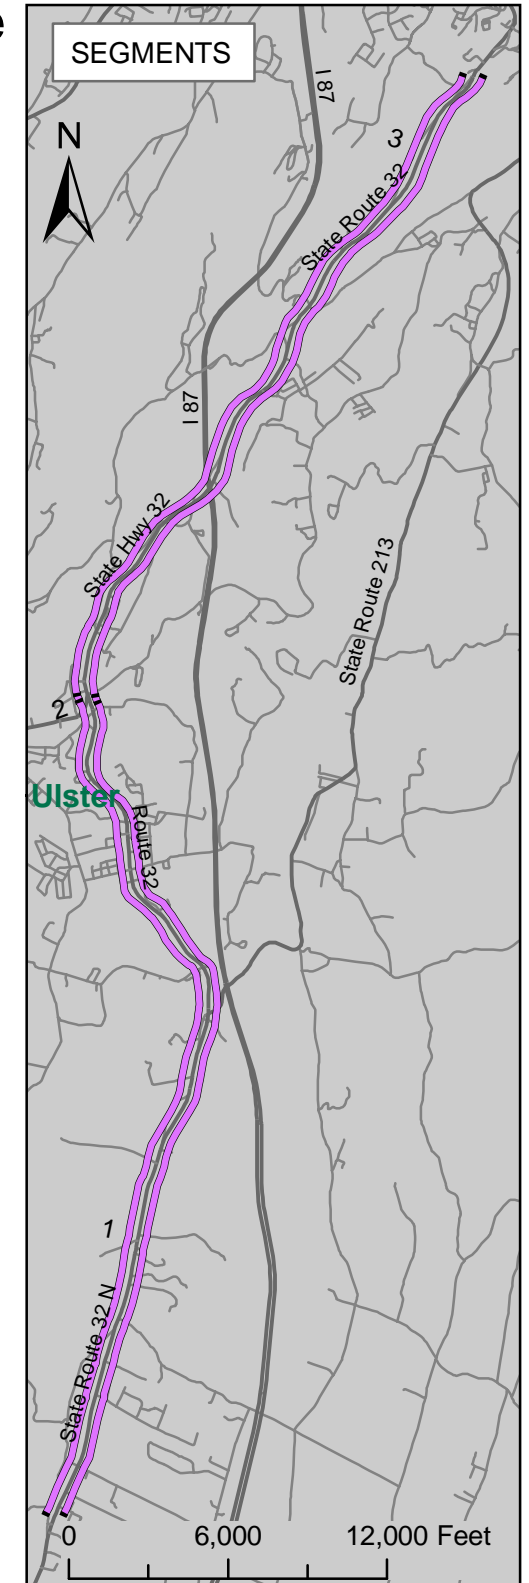 e
SEGMENTS
I 87
N
3
State Route 32
I 87
State Hwy 32
State Route 213
2
Ulster
Route 32
1
State Route 32 N
0 6,000 12,000 Feet